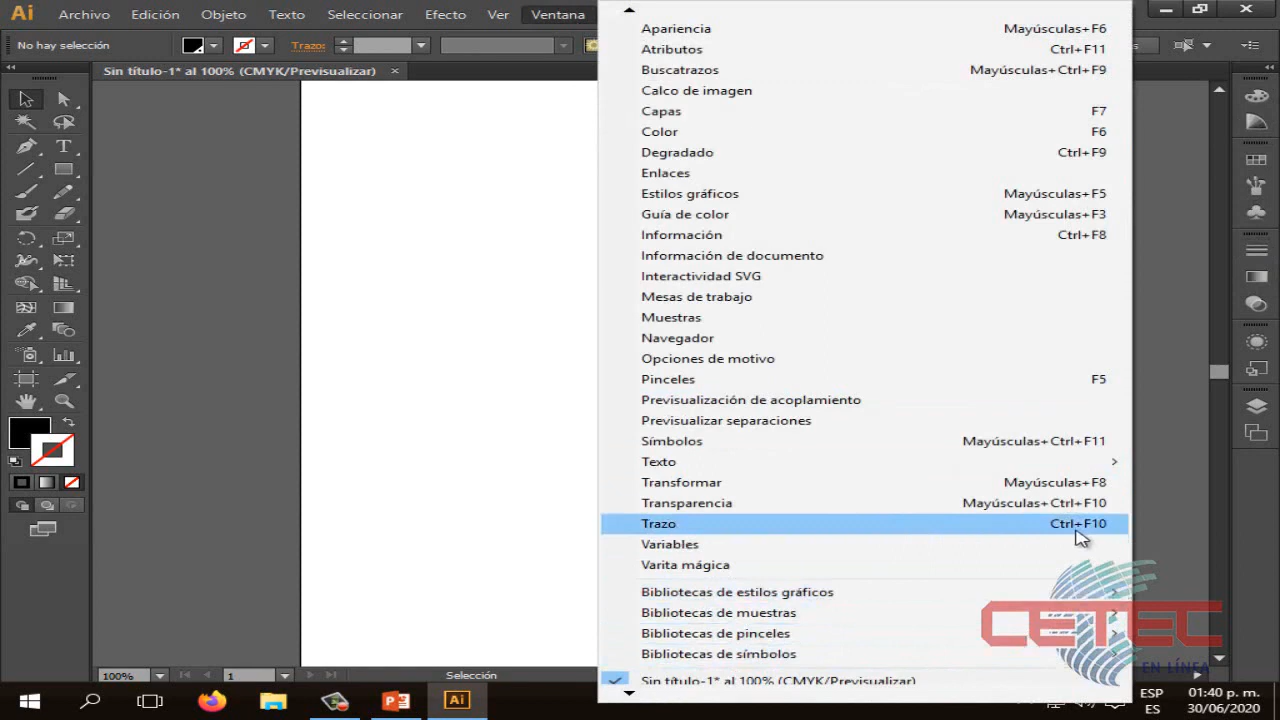 Ai Archivo Edición Objeto Texto Seleccionar Efecto Ver Ventana
No hay selección Trazo:
Sin título-1* al 100% (CMYK/Previsualizar) ×
Apariencia Mayúsculas+F6
Atributos Ctrl+F11
Buscatrazos Mayúsculas+Ctrl+F9
Calco de imagen
Capas F7
Color F6
Degradado Ctrl+F9
Enlaces
Estilos gráficos Mayúsculas+F5
Guía de color Mayúsculas+F3
Información Ctrl+F8
Información de documento
Interactividad SVG
Mesas de trabajo
Muestras
Navegador
Opciones de motivo
Pinceles F5
Previsualización de acoplamiento
Previsualizar separaciones
Símbolos Mayúsculas+Ctrl+F11
Texto
Transformar Mayúsculas+F8
Transparencia Mayúsculas+Ctrl+F10
Trazo Ctrl+F10
Variables
Varita mágica
Bibliotecas de estilos gráficos
Bibliotecas de muestras
Bibliotecas de pinceles
Bibliotecas de símbolos
Sin título-1* al 100% (CMYK/Previsualizar)
CETEC
EN LÍNEA
100% 1 Selección
Ai
ESP 01:40 p. m.
ES 30/06/2020